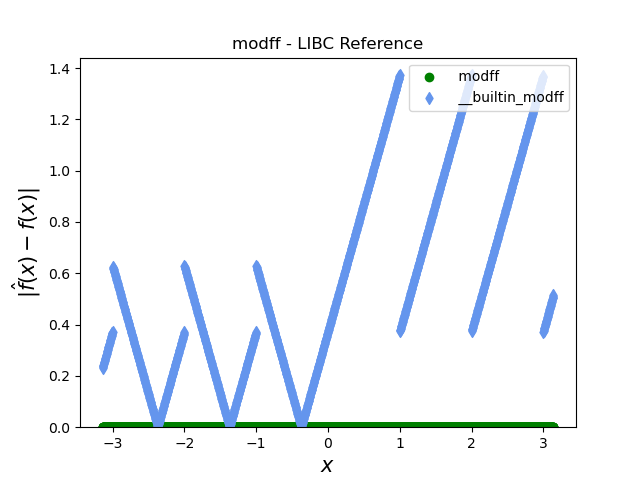 modff - LIBC Reference
modff
__builtin_modff
|f̂(x) − f(x)|
1.4
1.2
1.0
0.8
0.6
0.4
0.2
0.0
−3 −2 −1 0 1 2 3
x